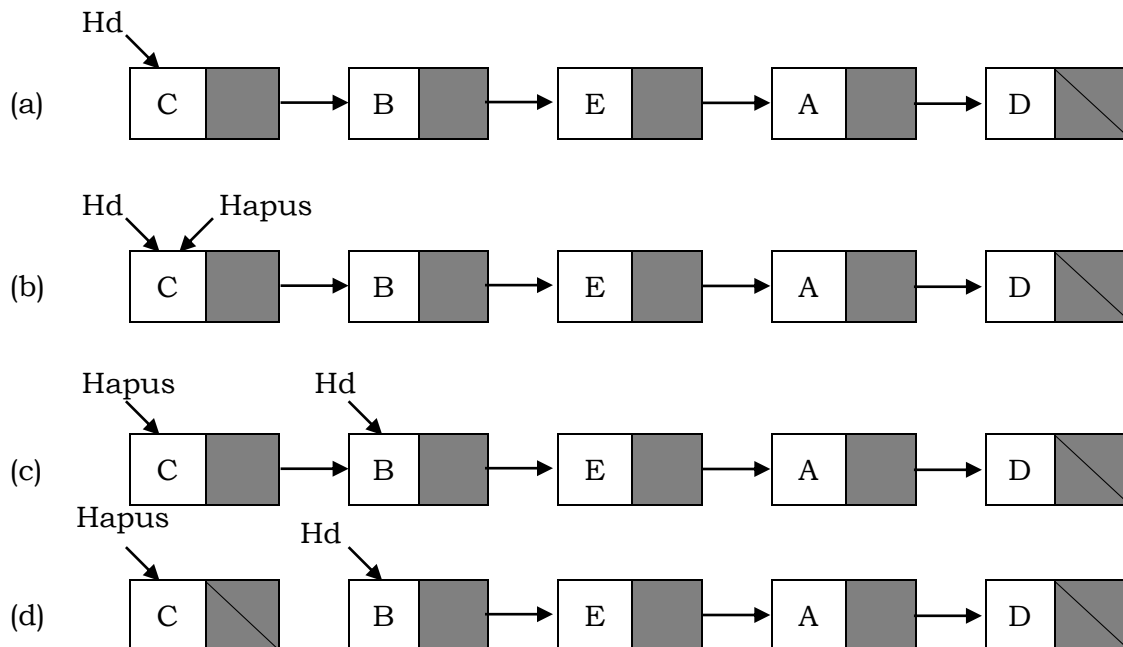 Hd
(a) C B E A D
Hd Hapus
(b) C B E A D
Hapus Hd
(c) C B E A D
Hapus Hd
(d) C B E A D